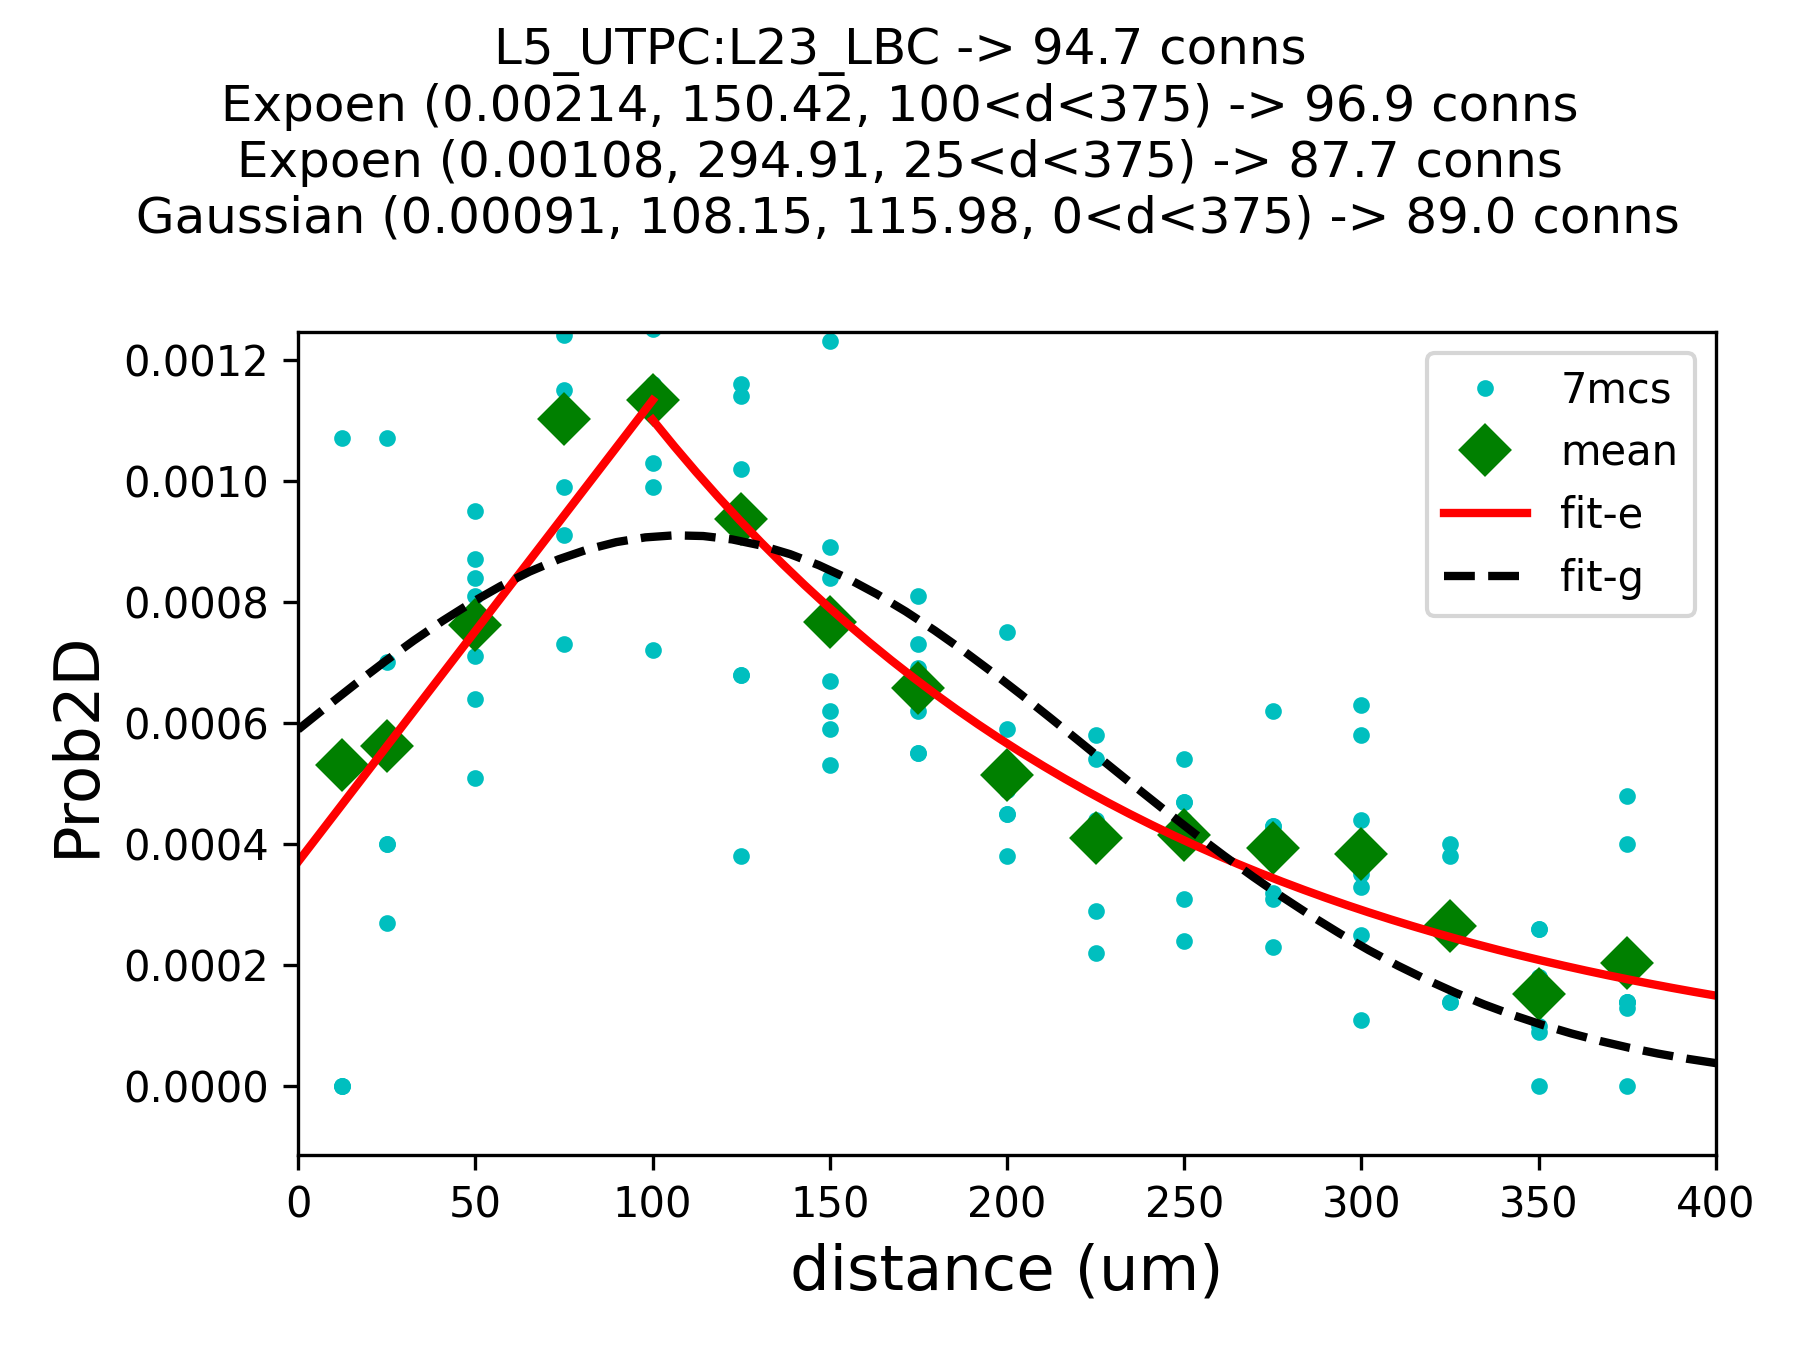 L5_UTPC:L23_LBC -> 94.7 conns
Expoen (0.00214, 150.42, 100<d<375) -> 96.9 conns
Expoen (0.00108, 294.91, 25<d<375) -> 87.7 conns
Gaussian (0.00091, 108.15, 115.98, 0<d<375) -> 89.0 conns
0.0012
0.0010
0.0008
0.0006
0.0004
0.0002
0.0000
Prob2D
7mcs
mean
fit-e
fit-g
0 50 100 150 200 250 300 350 400
distance (um)